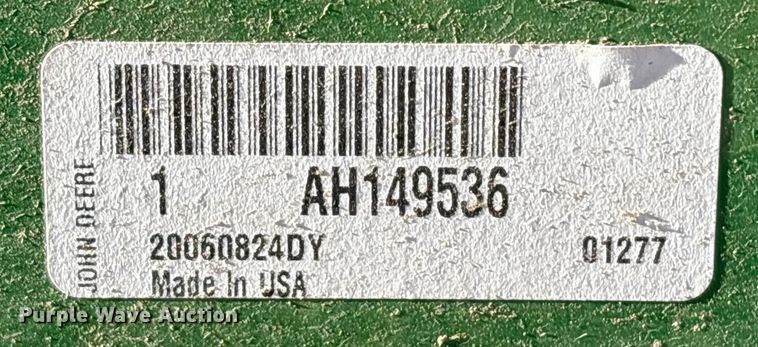 JOHN DEERE
1 AH149536
20060824DY 01277
Made In USA
Purple Wave Auction